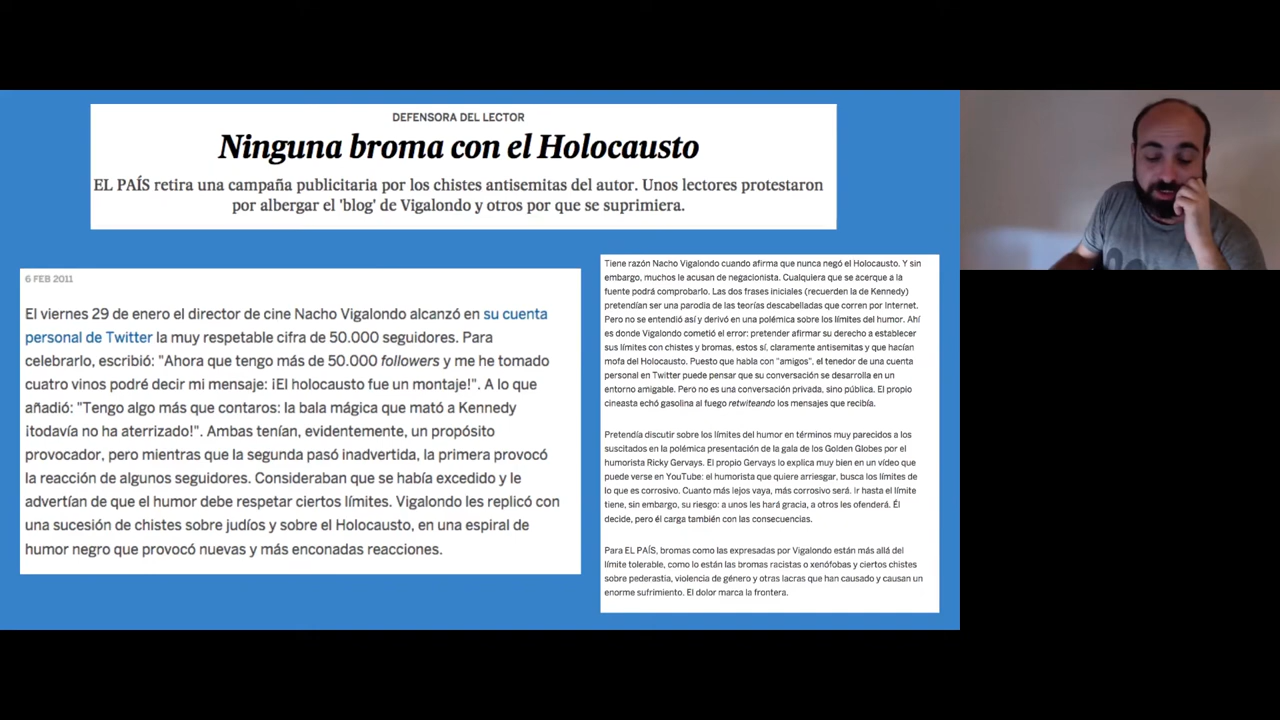 DEFENSORA DEL LECTOR
Ninguna broma con el Holocausto
EL PAÍS retira una campaña publicitaria por los chistes antisemitas del autor. Unos lectores protestaron
por albergar el 'blog' de Vigalondo y otros por que se suprimiera.
6 FEB 2011
El viernes 29 de enero el director de cine Nacho Vigalondo alcanzó en su cuenta
personal de Twitter la muy respetable cifra de 50.000 seguidores. Para
celebrarlo, escribió: "Ahora que tengo más de 50.000 followers y me he tomado
cuatro vinos podré decir mi mensaje: ¡El holocausto fue un montaje!". A lo que
añadió: "Tengo algo más que contaros: la bala mágica que mató a Kennedy
¡todavía no ha aterrizado!". Ambas tenían, evidentemente, un propósito
provocador, pero mientras que la segunda pasó inadvertida, la primera provocó
la reacción de algunos seguidores. Consideraban que se había excedido y le
advertían de que el humor debe respetar ciertos límites. Vigalondo les replicó con
una sucesión de chistes sobre judíos y sobre el Holocausto, en una espiral de
humor negro que provocó nuevas y más enconadas reacciones.
Tiene razón Nacho Vigalondo cuando afirma que nunca negó el Holocausto. Y sin
embargo, muchos le acusan de negacionista. Cualquiera que se acerque a la
fuente podrá comprobarlo. Las dos frases iniciales (recuerden la de Kennedy)
pretendían ser una parodia de las teorías descabelladas que corren por Internet.
Pero no se entendió así y derivó en una polémica sobre los límites del humor. Ahí
es donde Vigalondo cometió el error: pretender afirmar su derecho a establecer
sus límites con chistes y bromas, estos sí, claramente antisemitas y que hacían
mofa del Holocausto. Puesto que habla con "amigos", el tenedor de una cuenta
personal en Twitter puede pensar que su conversación se desarrolla en un
entorno amigable. Pero no es una conversación privada, sino pública. El propio
cineasta echó gasolina al fuego retwiteando los mensajes que recibía.
Pretendía discutir sobre los límites del humor en términos muy parecidos a los
suscitados en la polémica presentación de la gala de los Golden Globes por el
humorista Ricky Gervays. El propio Gervays lo explica muy bien en un vídeo que
puede verse en YouTube: el humorista que quiere arriesgar, busca los límites de
lo que es corrosivo. Cuanto más lejos vaya, más corrosivo será. Ir hasta el límite
tiene, sin embargo, su riesgo: a unos les hará gracia, a otros les ofenderá. Él
decide, pero él carga también con las consecuencias.
Para EL PAÍS, bromas como las expresadas por Vigalondo están más allá del
límite tolerable, como lo están las bromas racistas o xenófobas y ciertos chistes
sobre pederastia, violencia de género y otras lacras que han causado y causan un
enorme sufrimiento. El dolor marca la frontera.